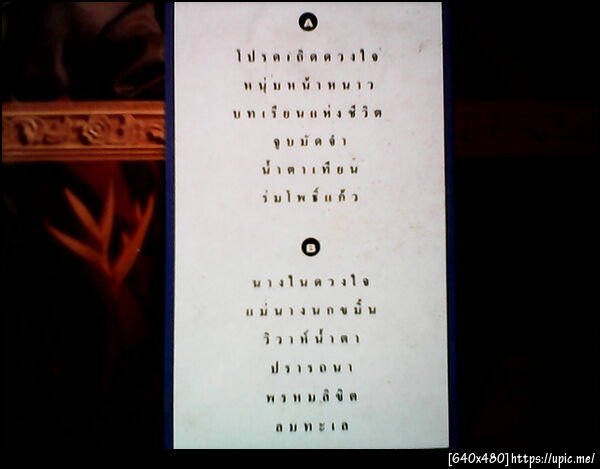 A
โปรดเถิดดวงใจ
หนุ่มหน้าหนาว
บทเรียนแห่งชีวิต
จูบมัดจำ
น้ำตาเทียน
ร่มโพธิ์แก้ว
B
นางในดวงใจ
แม่นางนกขมิ้น
วิวาห์น้ำตา
ปรารถนา
พรหมลิขิต
ลมทะเล
[640x480]https://upic.me/